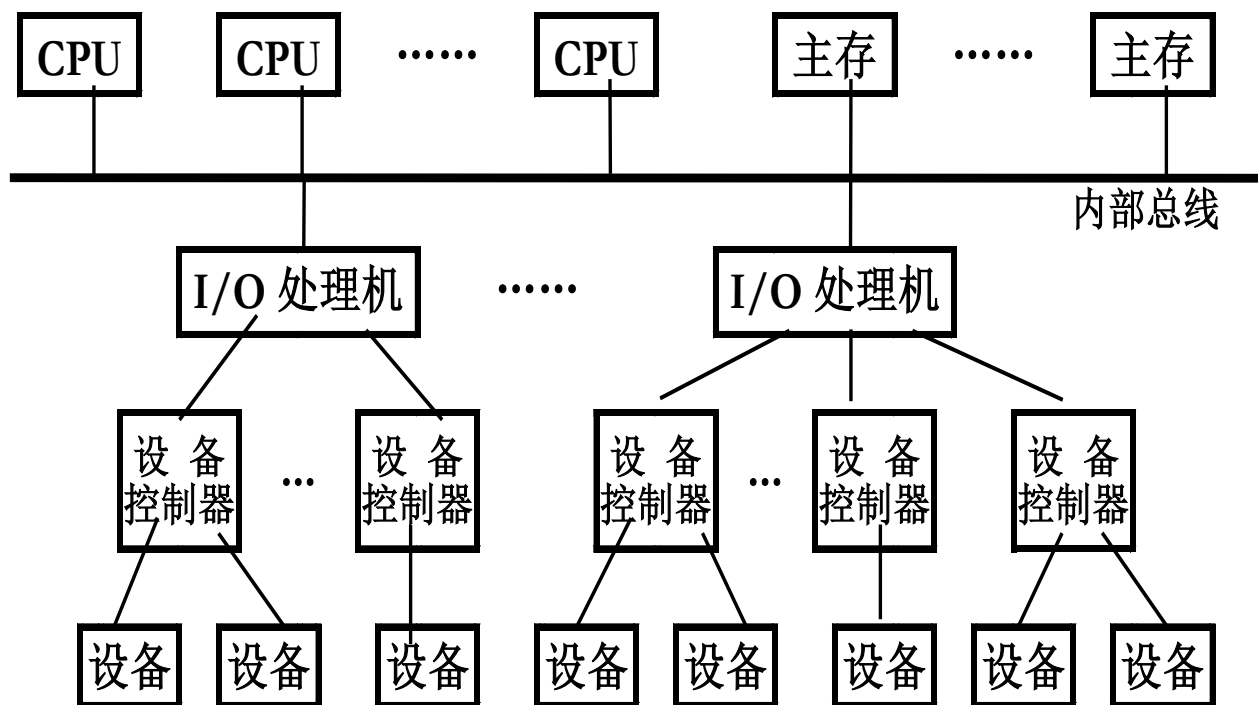 CPU CPU …… CPU 主存 …… 主存
内部总线
I/O 处理机 …… I/O 处理机
设 备 设 备 设 备 设 备 设 备
控制器 … 控制器 控制器 … 控制器 控制器
设备 设备 设备 设备 设备 设备 设备 设备